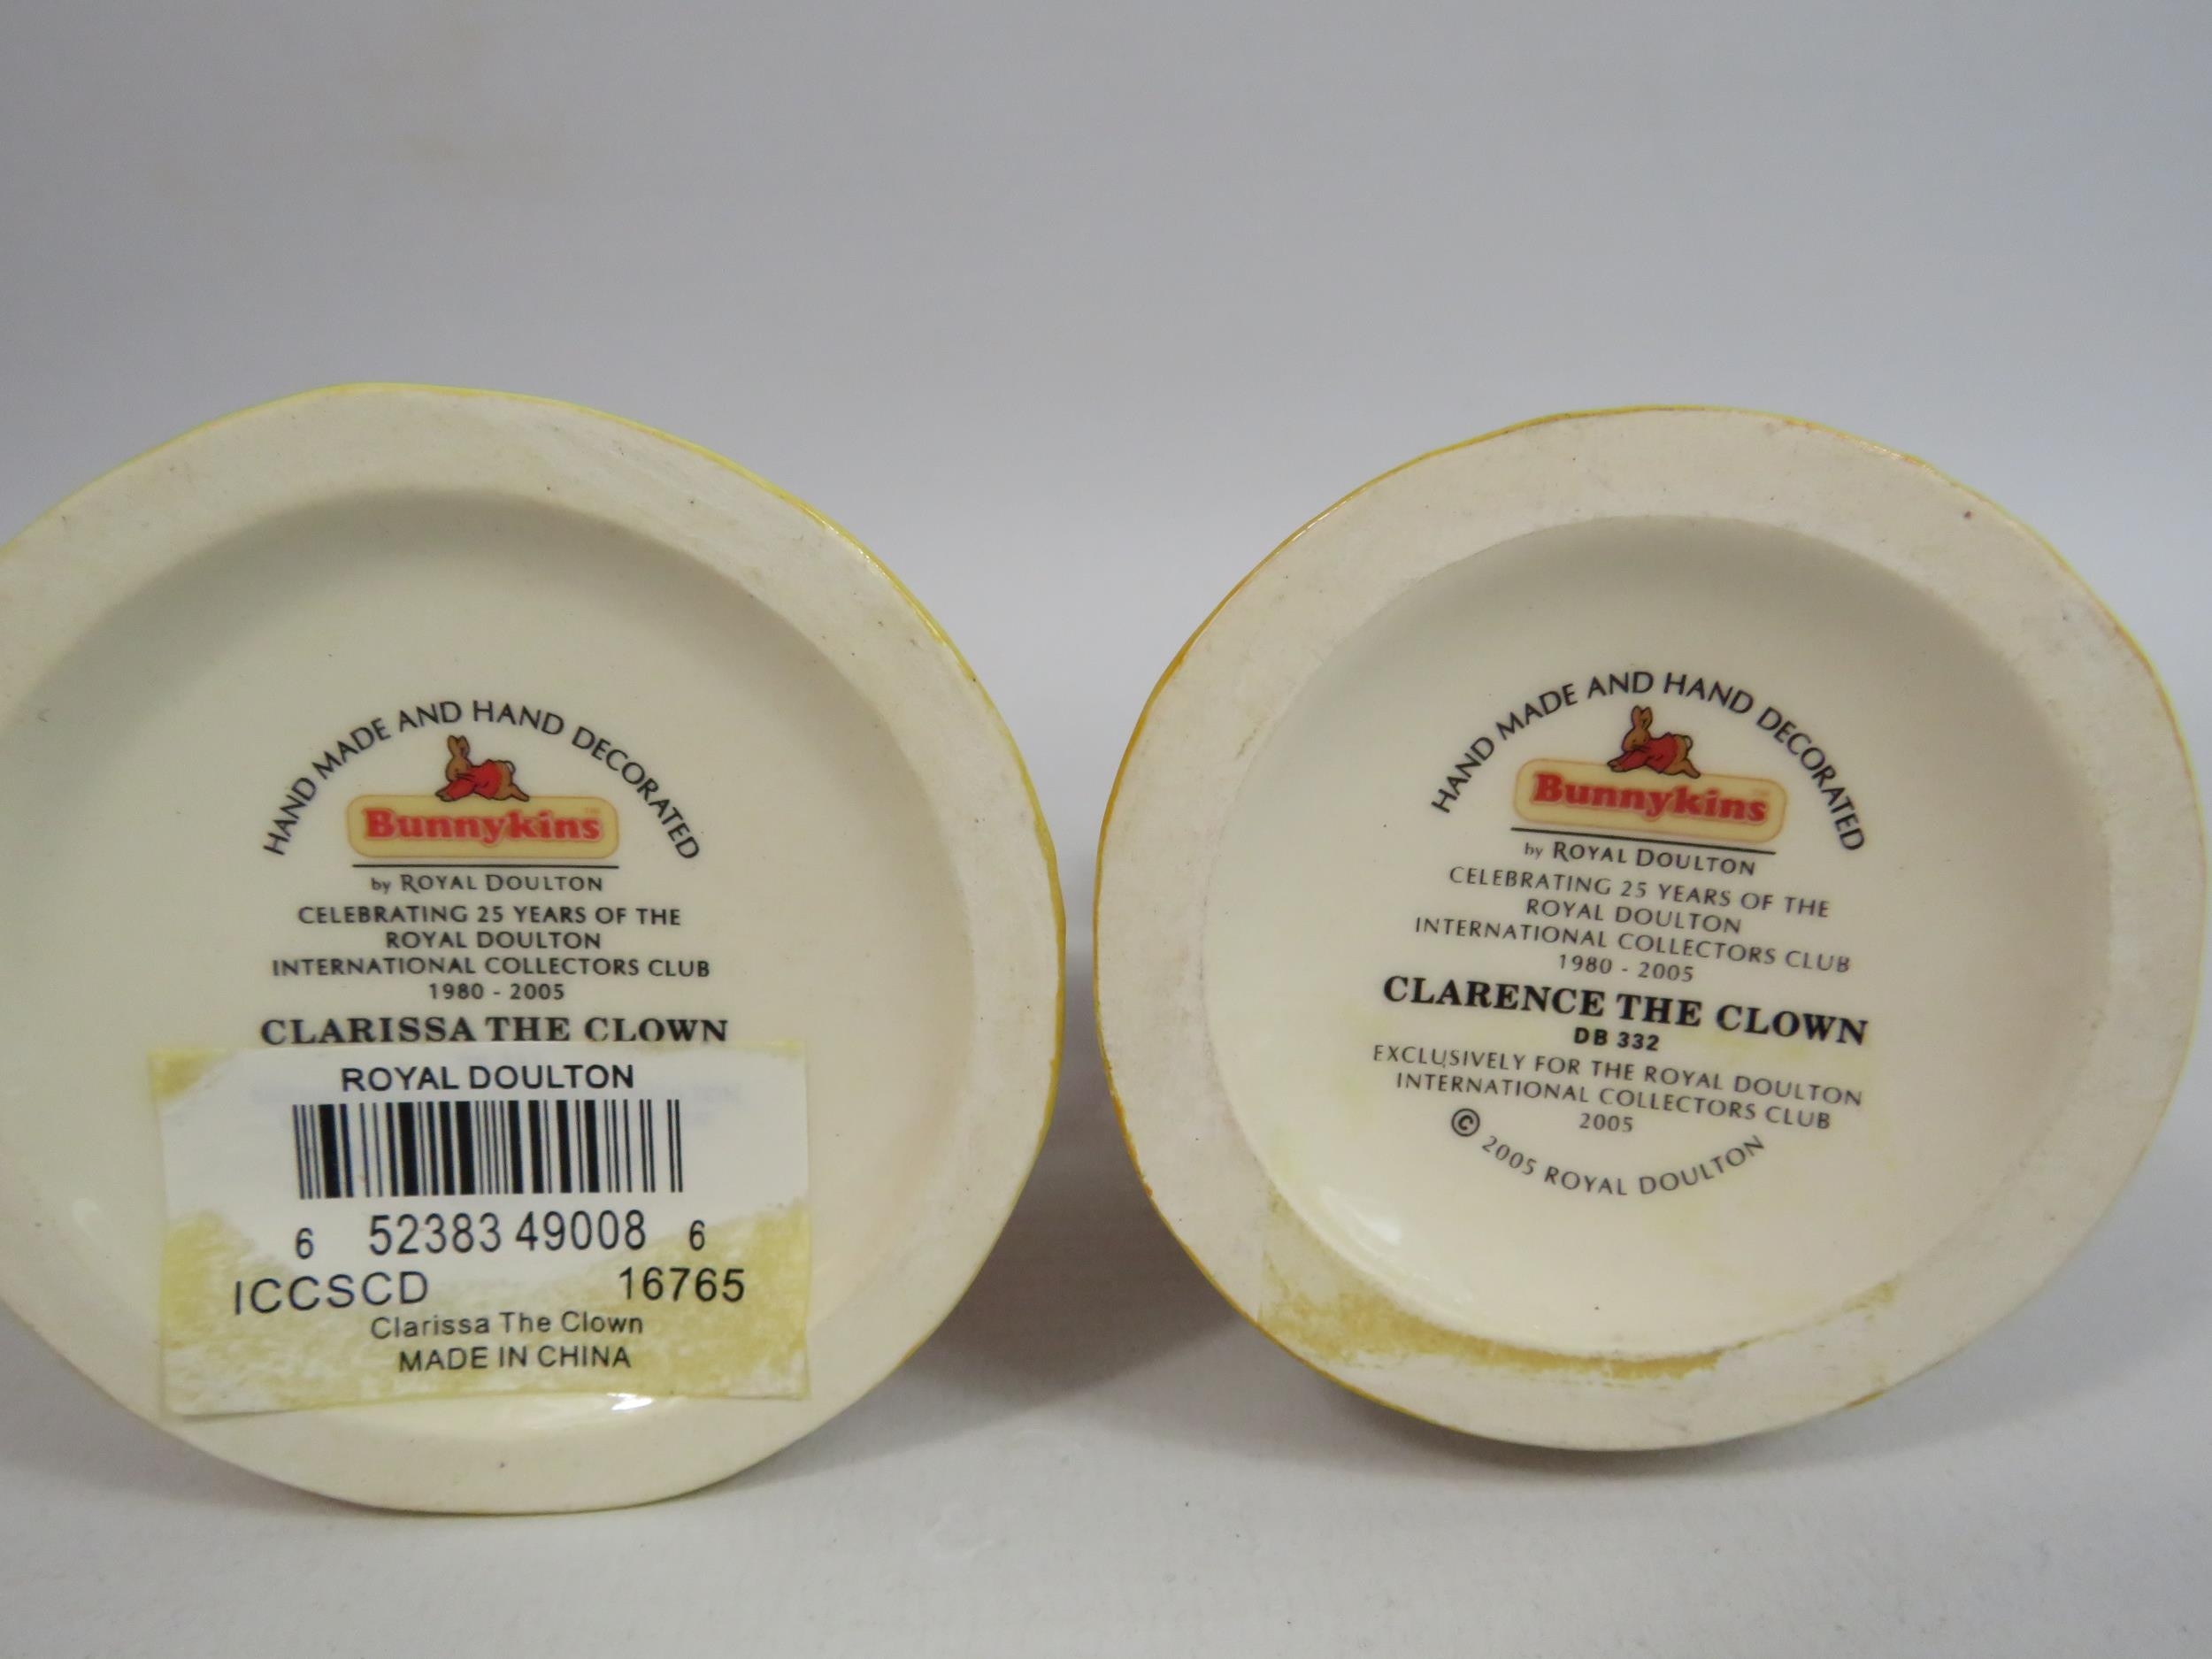 HAND MADE AND HAND DECORATED
Bunnykins
by ROYAL DOULTON
CELEBRATING 25 YEARS OF THE
ROYAL DOULTON
INTERNATIONAL COLLECTORS CLUB
1980 - 2005
CLARISSA THE CLOWN
ROYAL DOULTON
6 52383 49008 6
ICCSCD 16765
Clarissa The Clown
MADE IN CHINA
HAND MADE AND HAND DECORATED
Bunnykins
by ROYAL DOULTON
CELEBRATING 25 YEARS OF THE
ROYAL DOULTON
INTERNATIONAL COLLECTORS CLUB
1980 - 2005
CLARENCE THE CLOWN
DB 332
EXCLUSIVELY FOR THE ROYAL DOULTON
INTERNATIONAL COLLECTORS CLUB
2005
© 2005 ROYAL DOULTON